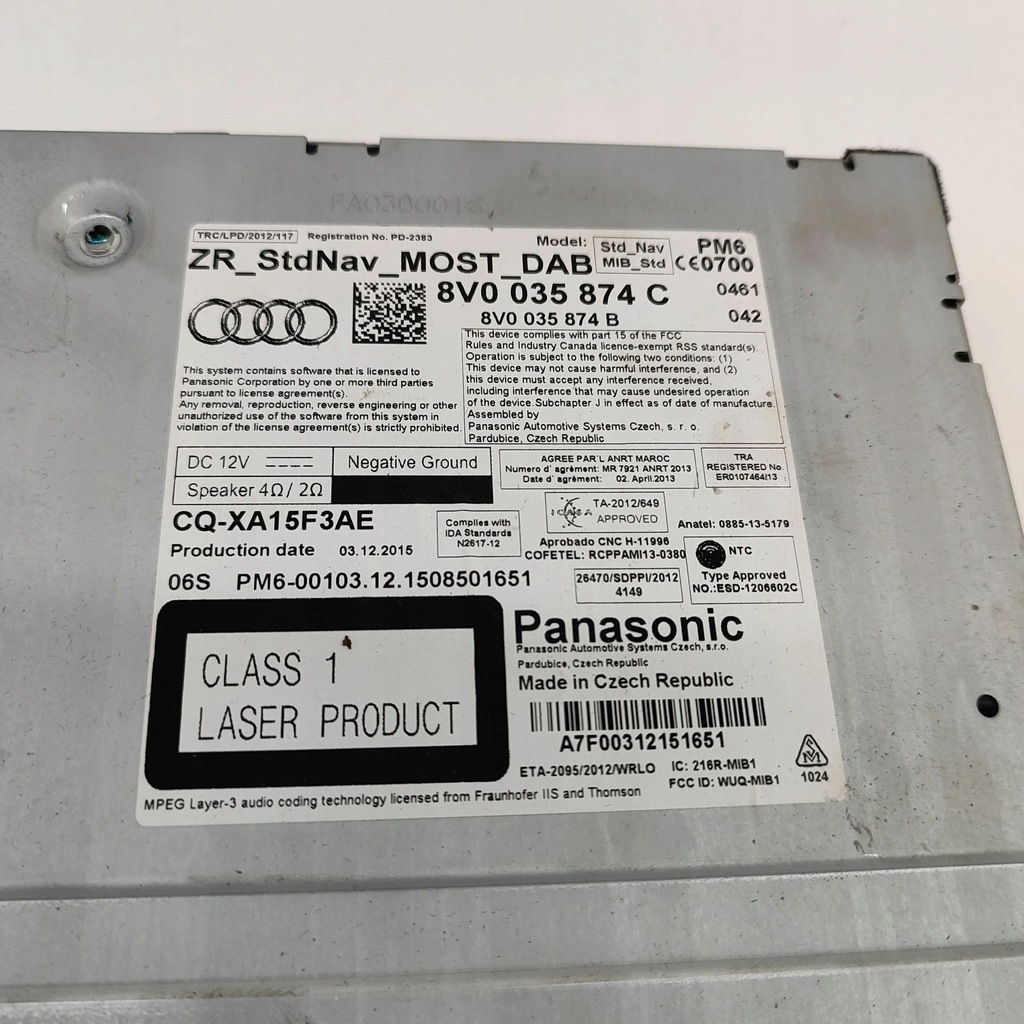 FA0300018
TRC/LPD/2012/117
Registration No. PD-2383
Model:
Std_Nav
MIB_Std
PM6
CE0700
ZR_StdNav_MOST_DAB
8V0 035 874 C
0461
8V0 035 874 B
042
This system contains software that is licensed to
Panasonic Corporation by one or more third parties
pursuant to license agreement(s).
Any removal, reproduction, reverse engineering or other
unauthorized use of the software from this system in
violation of the license agreement(s) is strictly prohibited.
This device complies with part 15 of the FCC
Rules and Industry Canada licence-exempt RSS standard(s).
Operation is subject to the following two conditions: (1)
This device may not cause harmful interference, and (2)
this device must accept any interference received,
including interference that may cause undesired operation
of the device.Subchapter J in effect as of date of manufacture.
Assembled by
Panasonic Automotive Systems Czech, s. r. o.
Pardubice, Czech Republic
DC 12V
Negative Ground
Speaker 4Ω / 2Ω
AGREE PAR'L ANRT MAROC
Numero d' agrèment: MR 7921 ANRT 2013
Date d' agrèment: 02. April.2013
TRA
REGISTERED No.
ER0107464/13
CQ-XA15F3AE
Complies with
IDA Standards
N2617-12
ICASA
TA-2012/649
APPROVED
Anatel: 0885-13-5179
Production date 03.12.2015
Aprobado CNC H-11996
COFETEL: RCPPAMI13-0380
NTC
Type Approved
NO.:ESD-1206602C
06S PM6-00103.12.1508501651
26470/SDPPI/2012
4149
CLASS 1
LASER PRODUCT
Panasonic
Panasonic Automotive Systems Czech, s.r.o.
Pardubice, Czech Republic
Made in Czech Republic
A7F00312151651
ETA-2095/2012/WRLO
IC: 216R-MIB1
FCC ID: WUQ-MIB1
1024
MPEG Layer-3 audio coding technology licensed from Fraunhofer IIS and Thomson